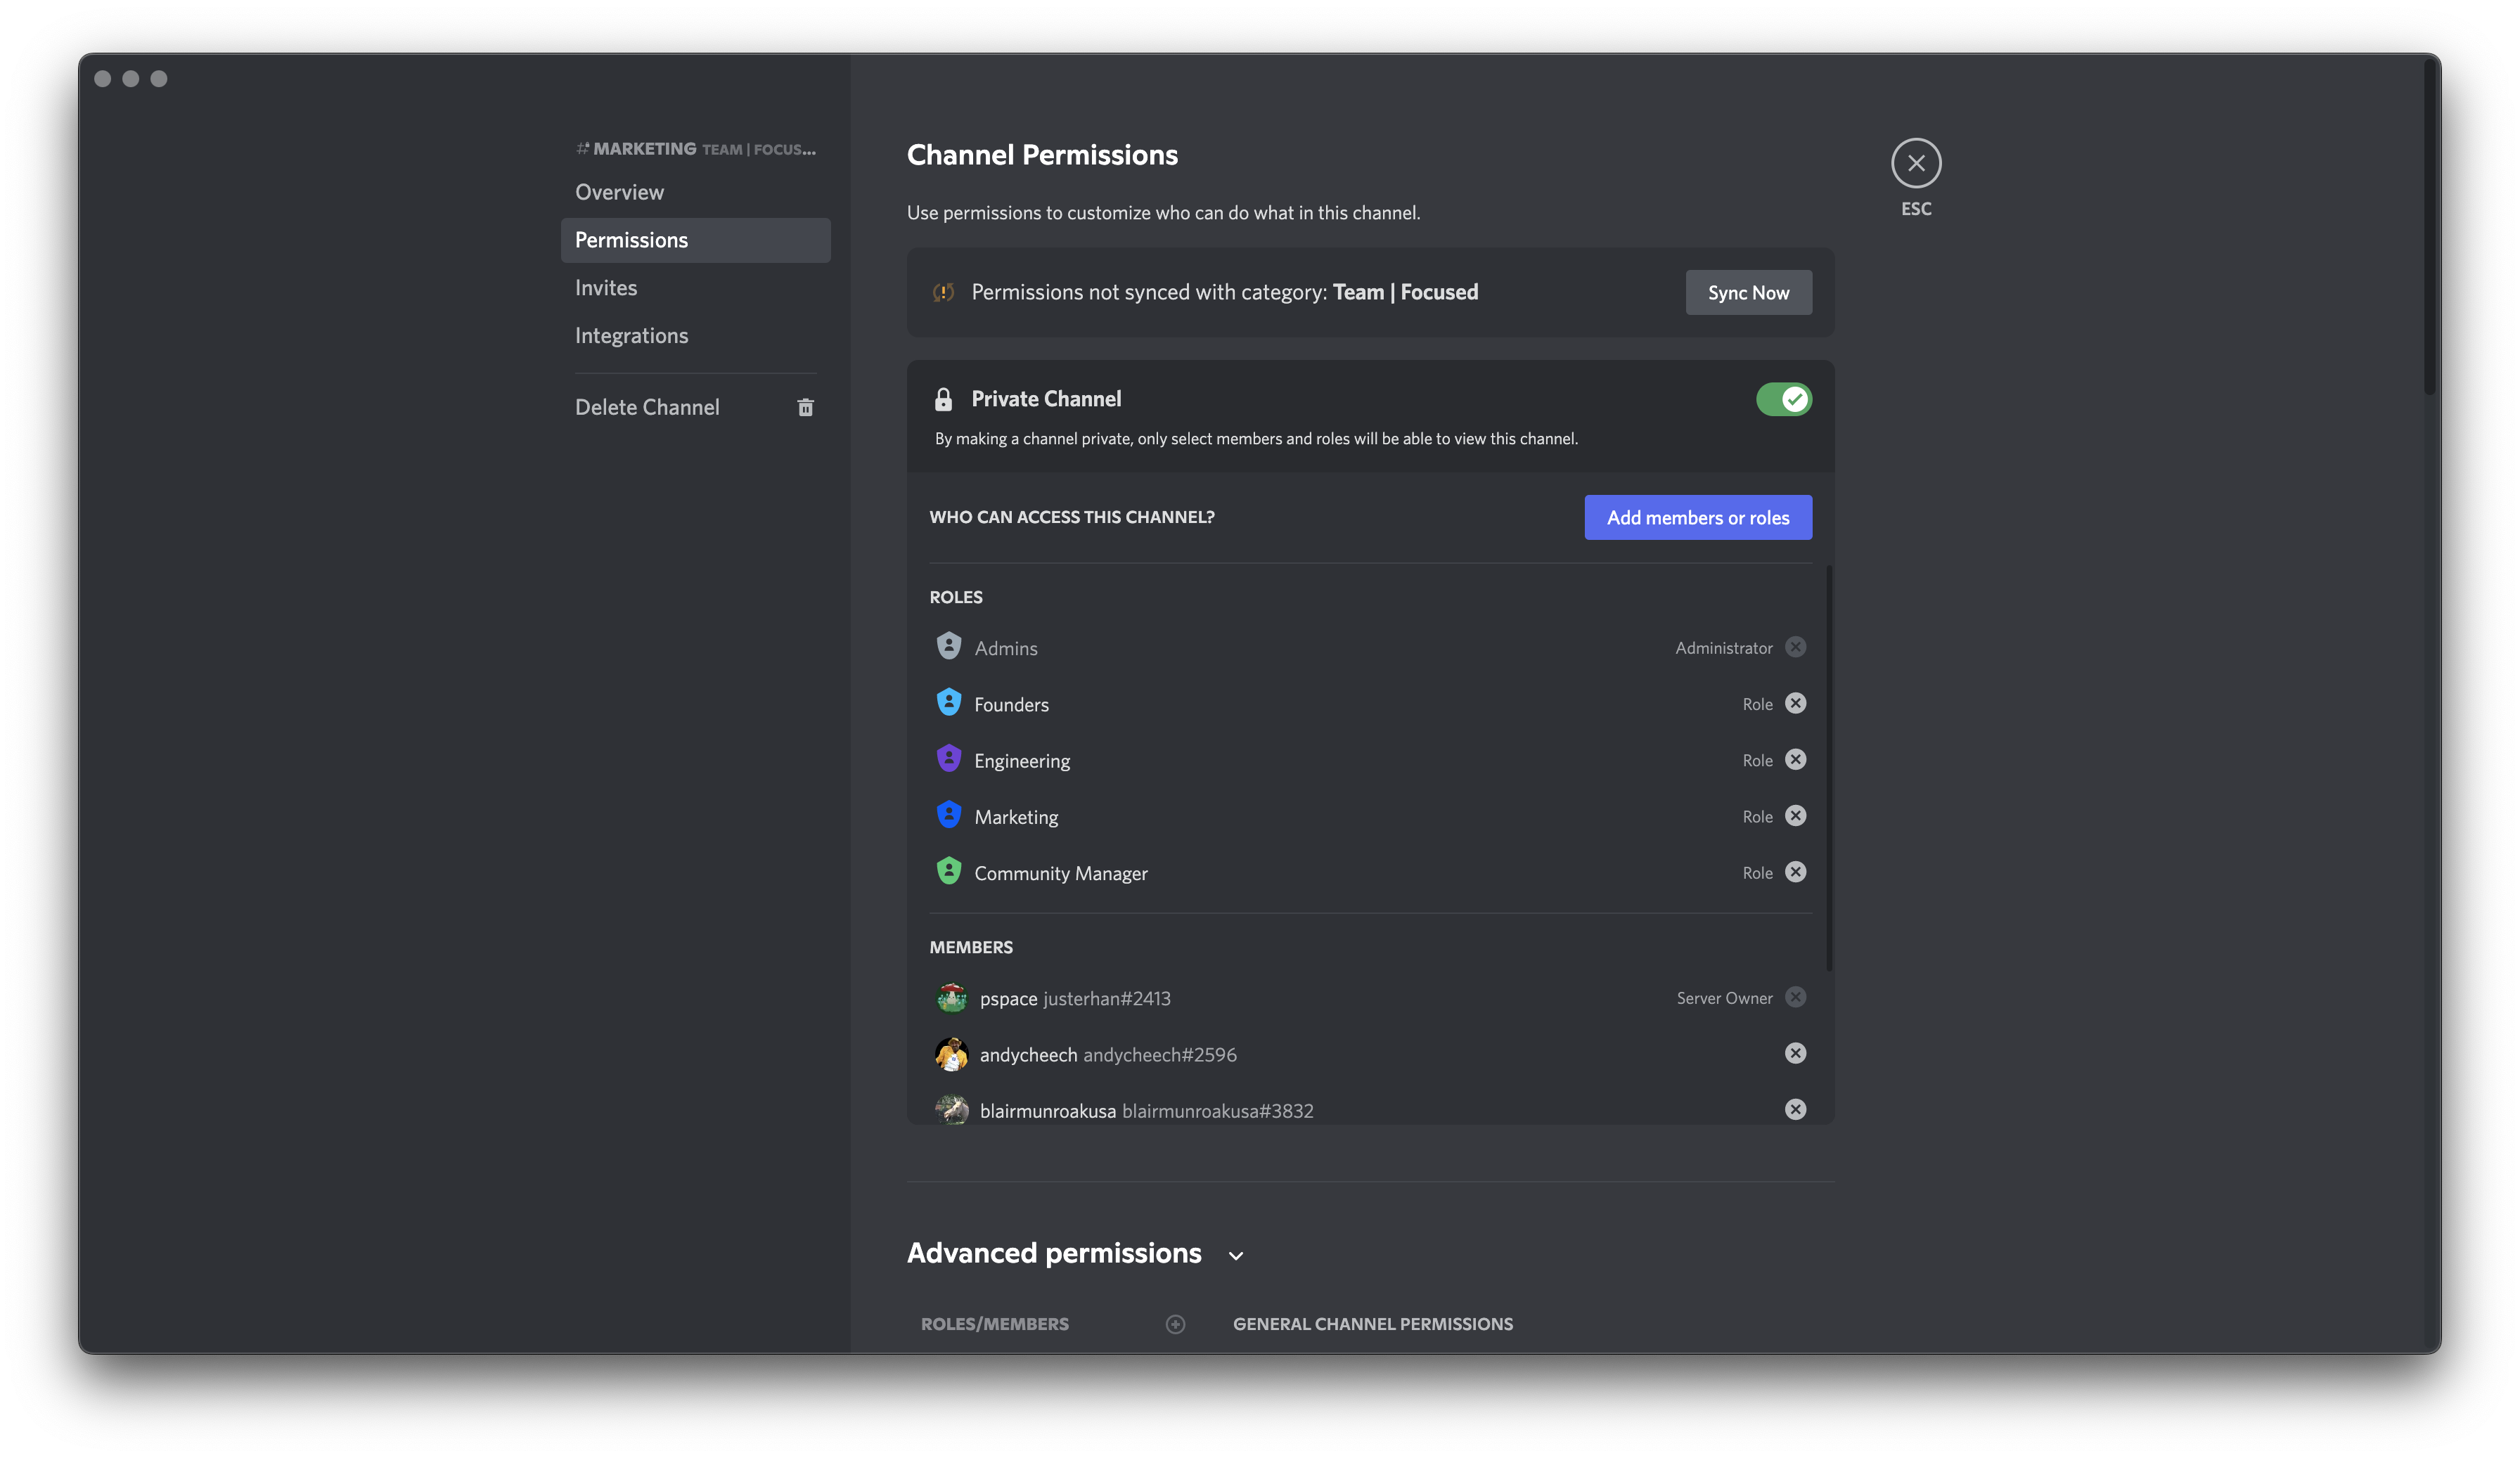 MARKETING TEAM | FOCUS...
Overview
Permissions
Invites
Integrations
Delete Channel
Channel Permissions
Use permissions to customize who can do what in this channel.
ESC
Permissions not synced with category: Team | Focused
Sync Now
Private Channel
By making a channel private, only select members and roles will be able to view this channel.
WHO CAN ACCESS THIS CHANNEL?
Add members or roles
ROLES
Admins
Administrator
Founders
Role
Engineering
Role
Marketing
Role
Community Manager
Role
MEMBERS
pspace justerhan#2413
Server Owner
andycheech andycheech#2596
blairmunroakusa blairmunroakusa#3832
Advanced permissions
ROLES/MEMBERS
GENERAL CHANNEL PERMISSIONS